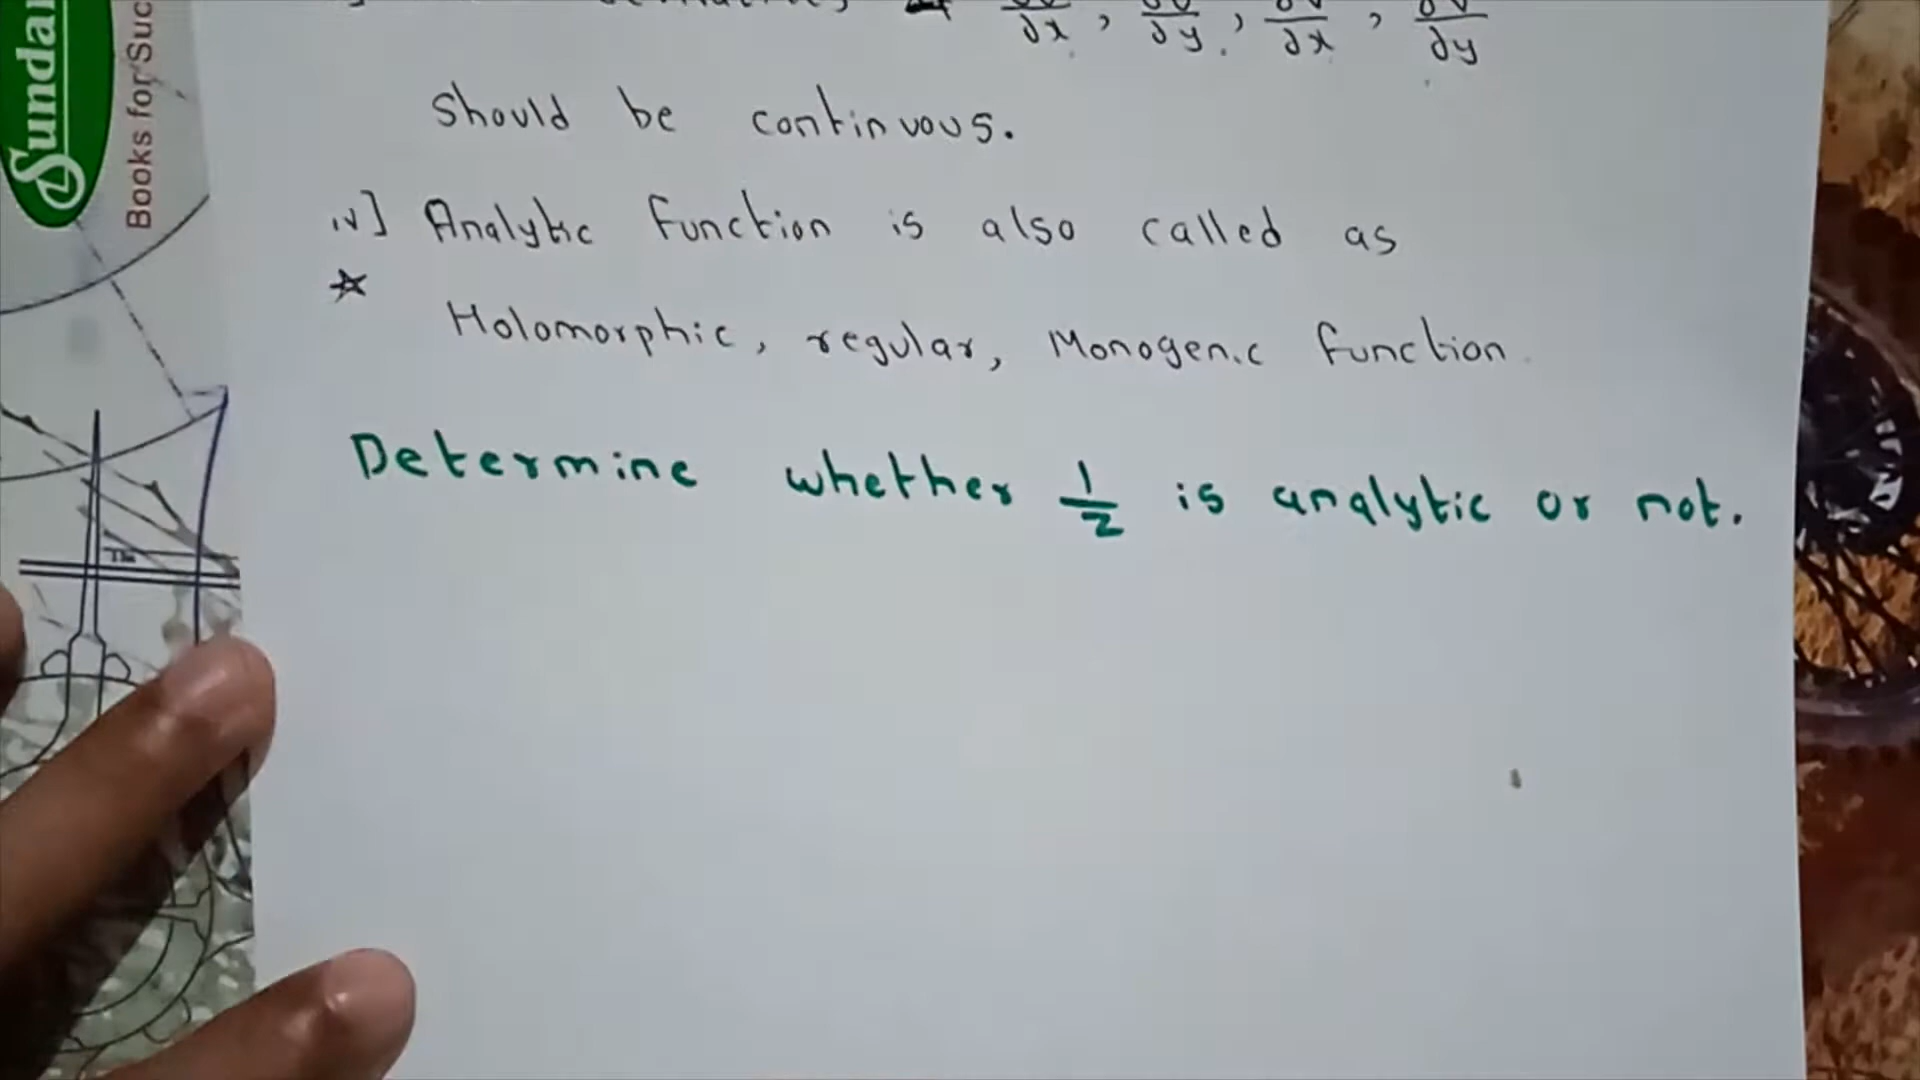 Sundar
Books for Suc
∂x , ∂y , ∂x , ∂y
should be continuous.
iv] Analytic function is also called as
☆ Holomorphic, regular, Monogenic function.
Determine whether 1/z is analytic or not.